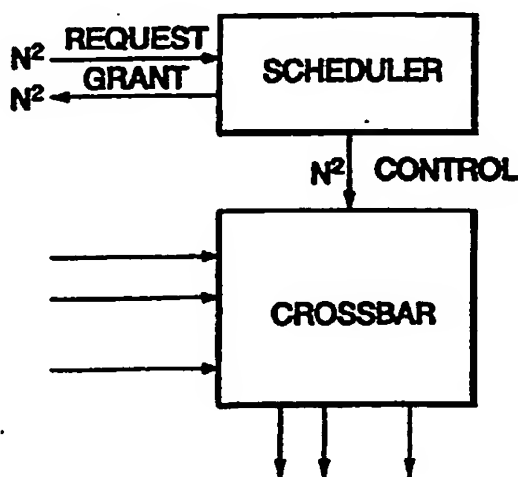 N² REQUEST
N² GRANT
SCHEDULER
N² CONTROL
CROSSBAR